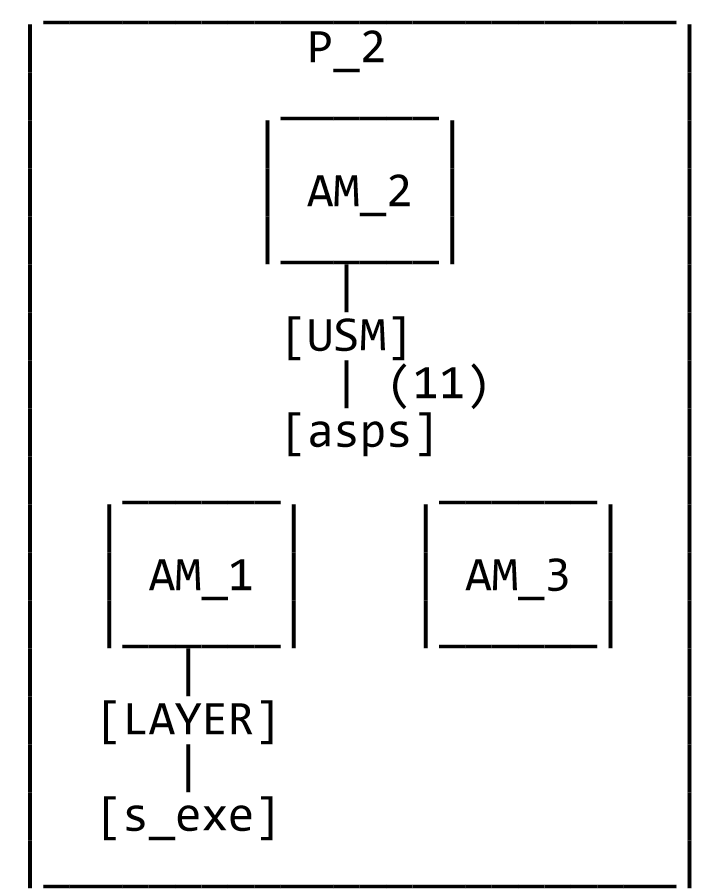 P_2
AM_2
[USM]
(11)
[asps]
AM_1 AM_3
[LAYER]
[s_exe]